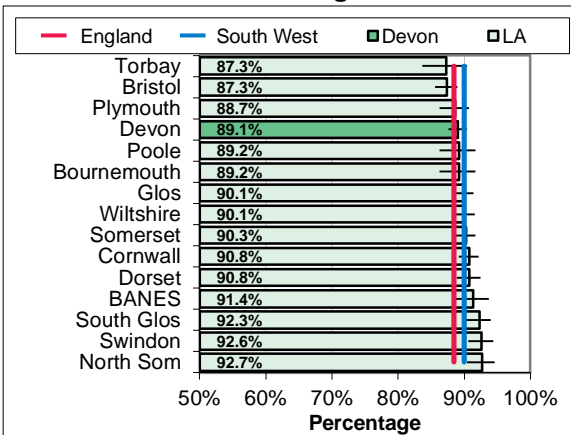 England South West Devon LA
Torbay 87.3%
Bristol 87.3%
Plymouth 88.7%
Devon 89.1%
Poole 89.2%
Bournemouth 89.2%
Glos 90.1%
Wiltshire 90.1%
Somerset 90.3%
Cornwall 90.8%
Dorset 90.8%
BANES 91.4%
South Glos 92.3%
Swindon 92.6%
North Som 92.7%
50% 60% 70% 80% 90% 100%
Percentage